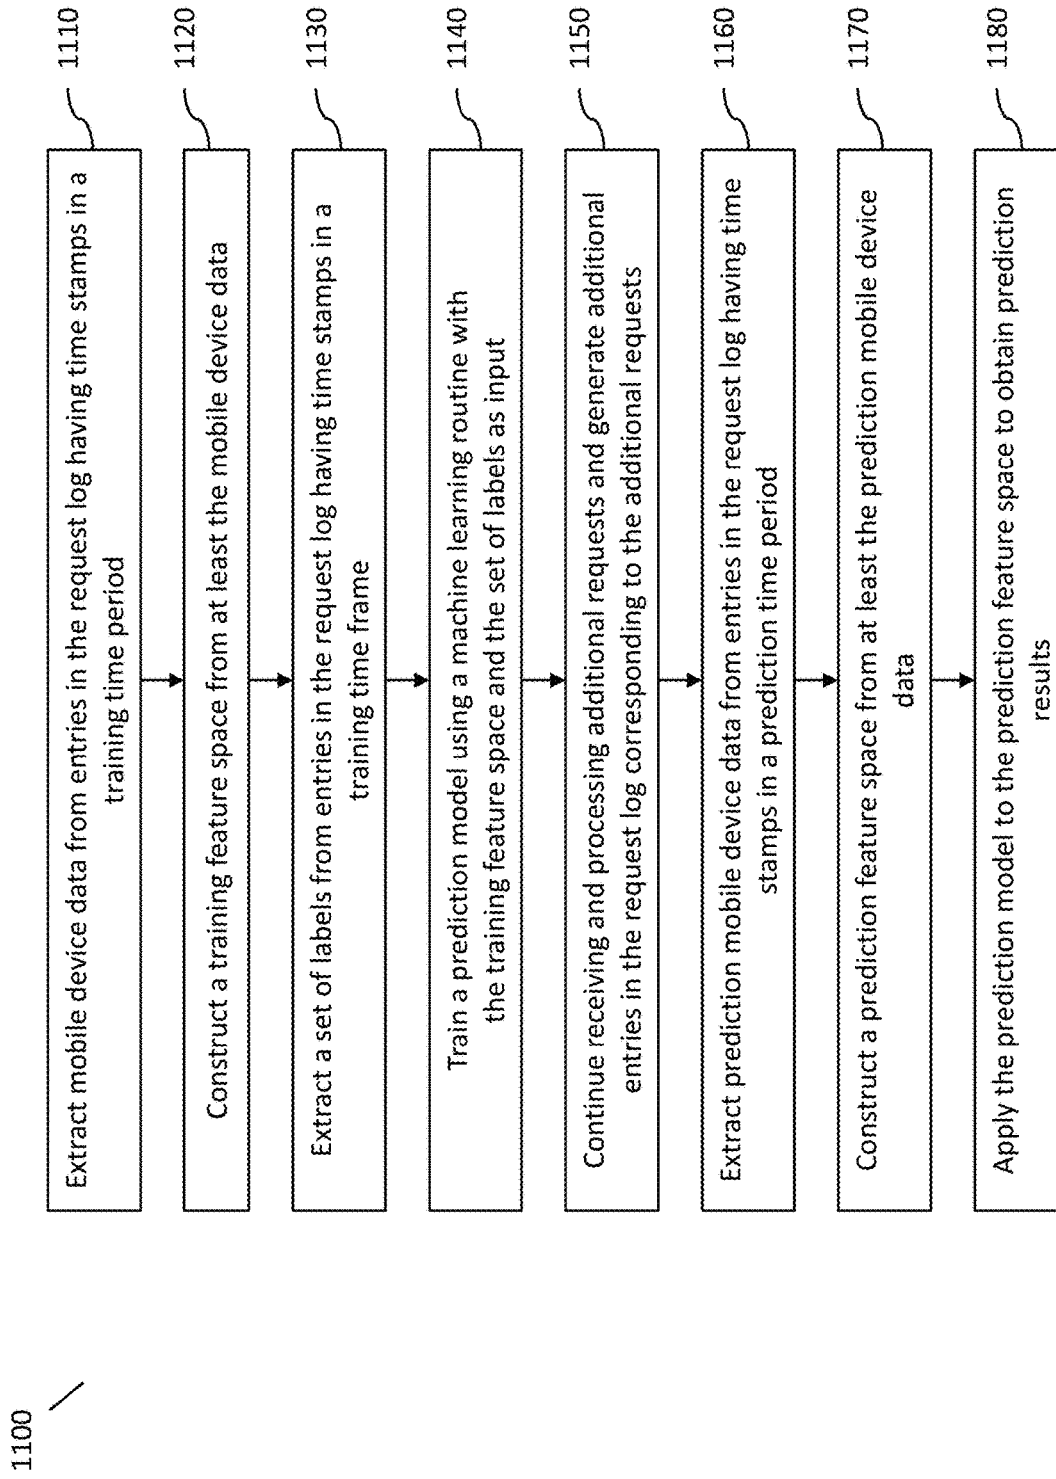 1100
Extract mobile device data from entries in the request log having time stamps in a
training time period
1110
Construct a training feature space from at least the mobile device data
1120
Extract a set of labels from entries in the request log having time stamps in a
training time frame
1130
Train a prediction model using a machine learning routine with
the training feature space and the set of labels as input
1140
Continue receiving and processing additional requests and generate additional
entries in the request log corresponding to the additional requests
1150
Extract prediction mobile device data from entries in the request log having time
stamps in a prediction time period
1160
Construct a prediction feature space from at least the prediction mobile device
data
1170
Apply the prediction model to the prediction feature space to obtain prediction
results
1180